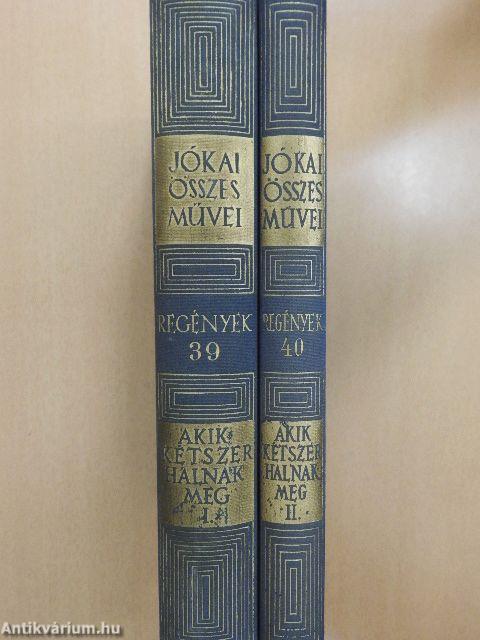 JÓKAI
ÖSSZES
MŰVEI
REGÉNYEK
39
AKIK
KÉTSZER
HALNAK
MEG
I.
JÓKAI
ÖSSZES
MŰVEI
REGÉNYEK
40
AKIK
KÉTSZER
HALNAK
MEG
II.
Antikvárium.hu